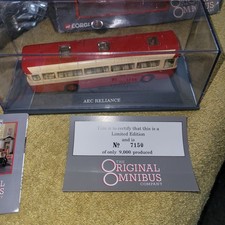 CORGI
ORIGINAL
OMNIBUS
AEC RELIANCE
This is to certify that this is a
Limited Edition
and is
No 7150
of only 9,000 produced
THE
ORIGINAL
OMNIBUS
COMPANY